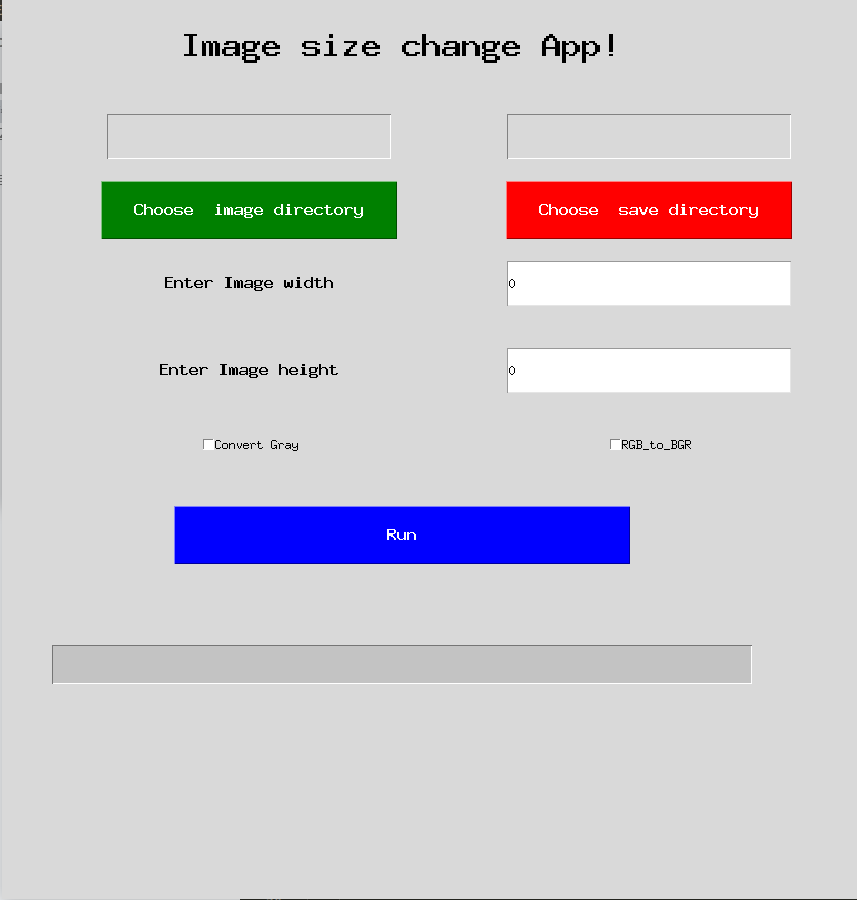 Image size change App!
Choose  image directory
Choose  save directory
Enter Image width
0
Enter Image height
0
Convert Gray
RGB_to_BGR
Run